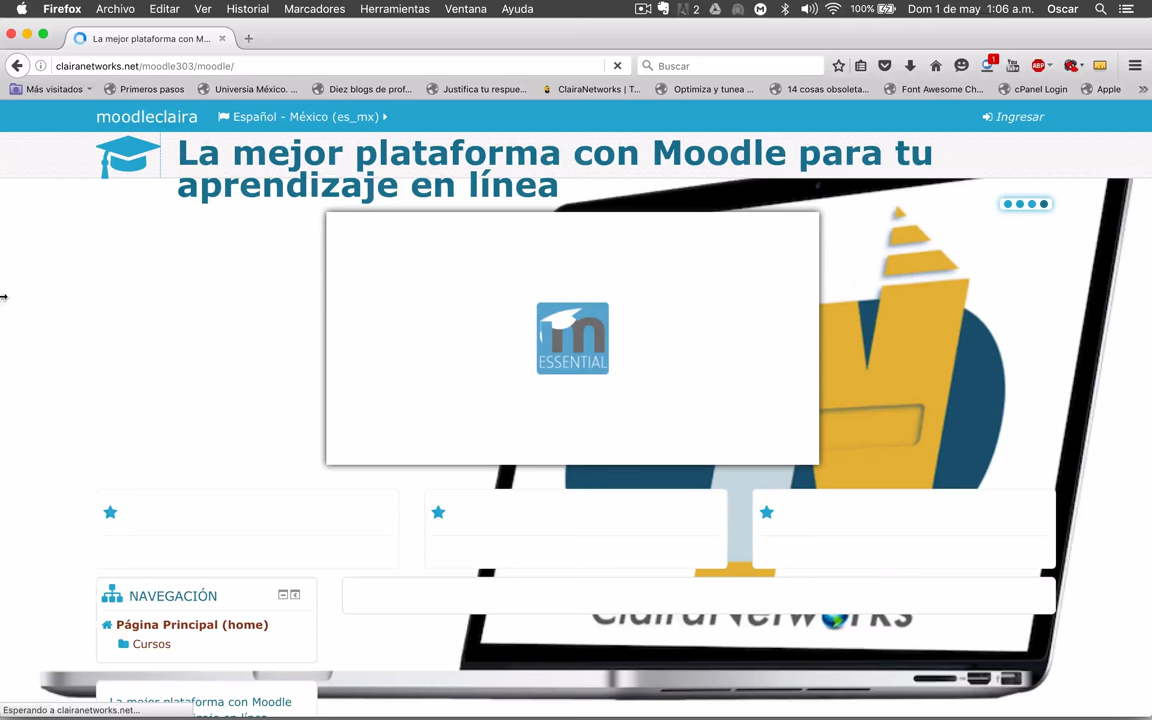 Firefox Archivo Editar Ver Historial Marcadores Herramientas Ventana Ayuda 2 100% Dom 1 de may 1:06 a.m. Oscar
La mejor plataforma con M...
clairanetworks.net/moodle303/moodle/ Buscar 1 You Tube ABP
Más visitados Primeros pasos Universia México. ... Diez blogs de prof... Justifica tu respue... ClairaNetworks | T... Optimiza y tunea ... 14 cosas obsoleta... Font Awesome Ch... cPanel Login Apple
moodleclaira Español - México (es_mx) Ingresar
La mejor plataforma con Moodle para tu
aprendizaje en línea
m
ESSENTIAL
NAVEGACIÓN
Página Principal (home)
Cursos
ClairaNetworks
La mejor plataforma con Moodle
Esperando a clairanetworks.net...